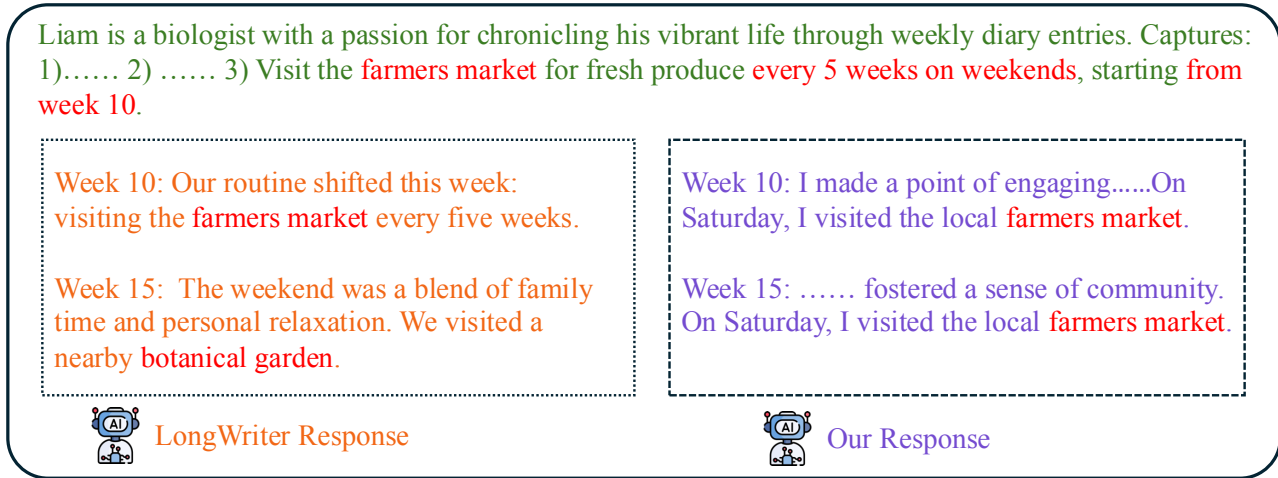 Liam is a biologist with a passion for chronicling his vibrant life through weekly diary entries. Captures:
1)…… 2) …… 3) Visit the farmers market for fresh produce every 5 weeks on weekends, starting from
week 10.
Week 10: Our routine shifted this week:
visiting the farmers market every five weeks.
Week 15:  The weekend was a blend of family
time and personal relaxation. We visited a
nearby botanical garden.
AI
LongWriter Response
Week 10: I made a point of engaging......On
Saturday, I visited the local farmers market.
Week 15: …… fostered a sense of community.
On Saturday, I visited the local farmers market.
AI
Our Response